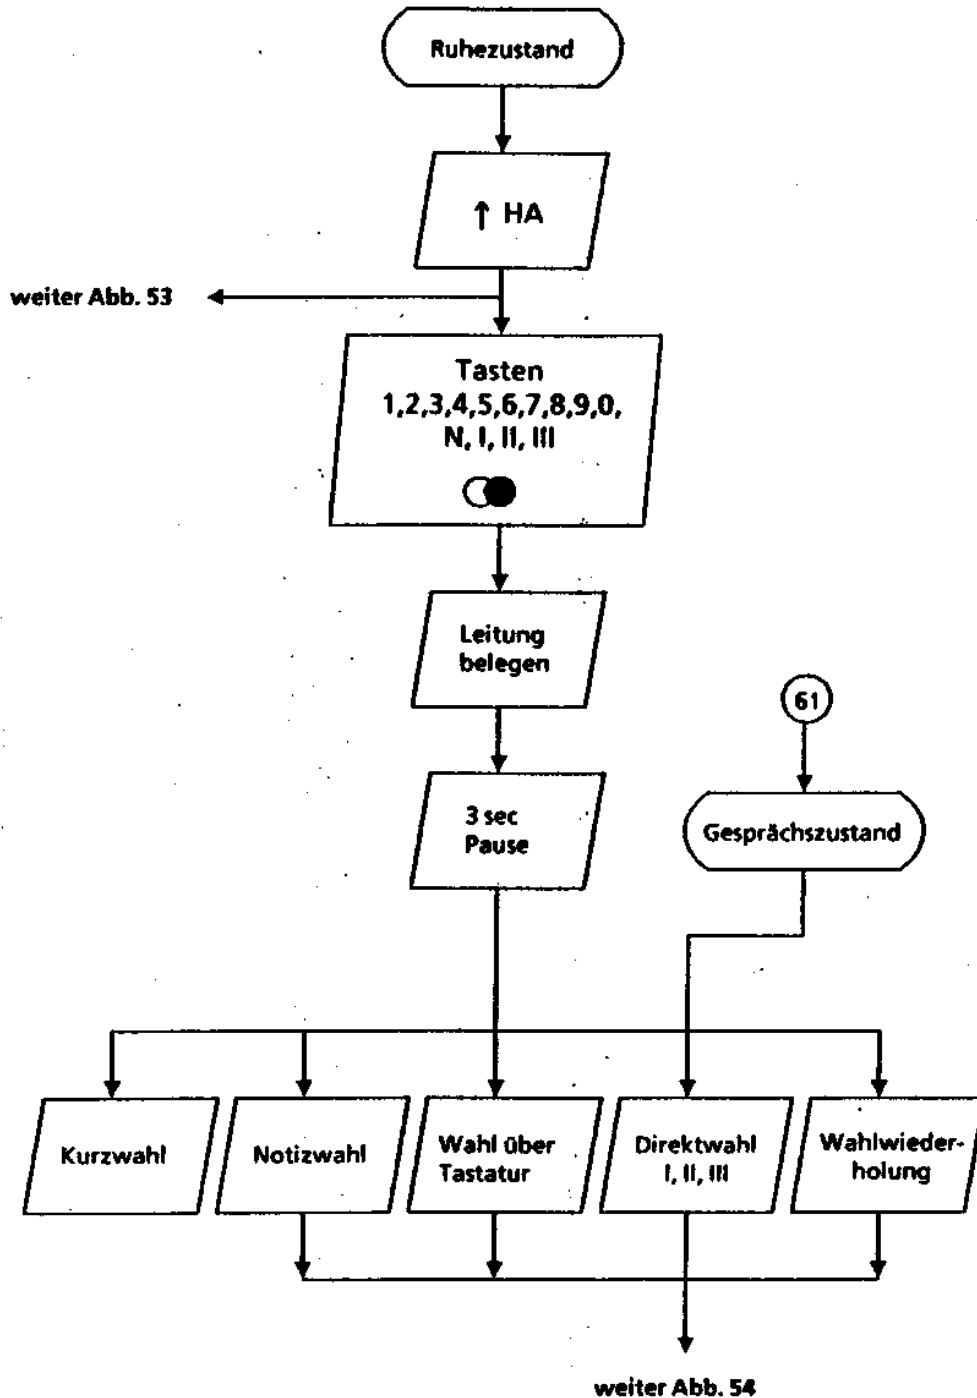 Ruhezustand
↑ HA
weiter Abb. 53
Tasten
1,2,3,4,5,6,7,8,9,0,
N, I, II, III
Leitung
belegen
61
3 sec
Pause
Gesprächszustand
Kurzwahl
Notizwahl
Wahl über
Tastatur
Direktwahl
I, II, III
Wahlwieder-
holung
weiter Abb. 54